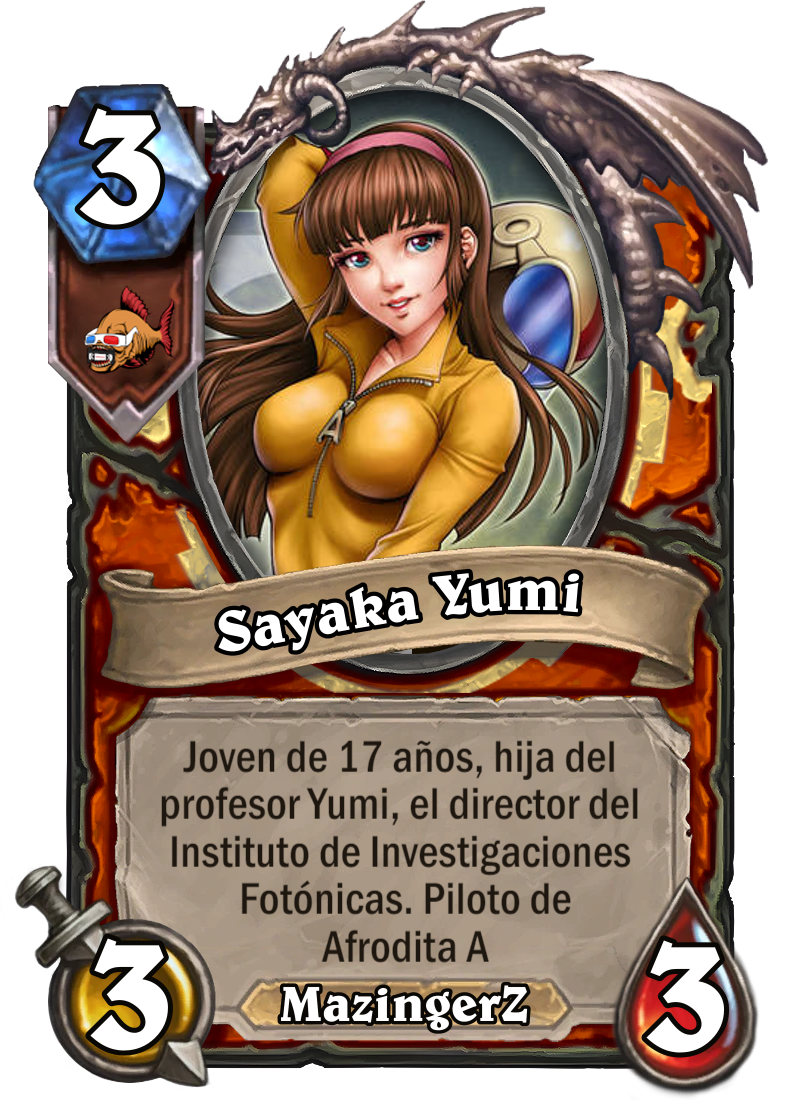 3
Sayaka Yumi
Joven de 17 años, hija del
profesor Yumi, el director del
Instituto de Investigaciones
Fotónicas. Piloto de
Afrodita A
MazingerZ
3
3